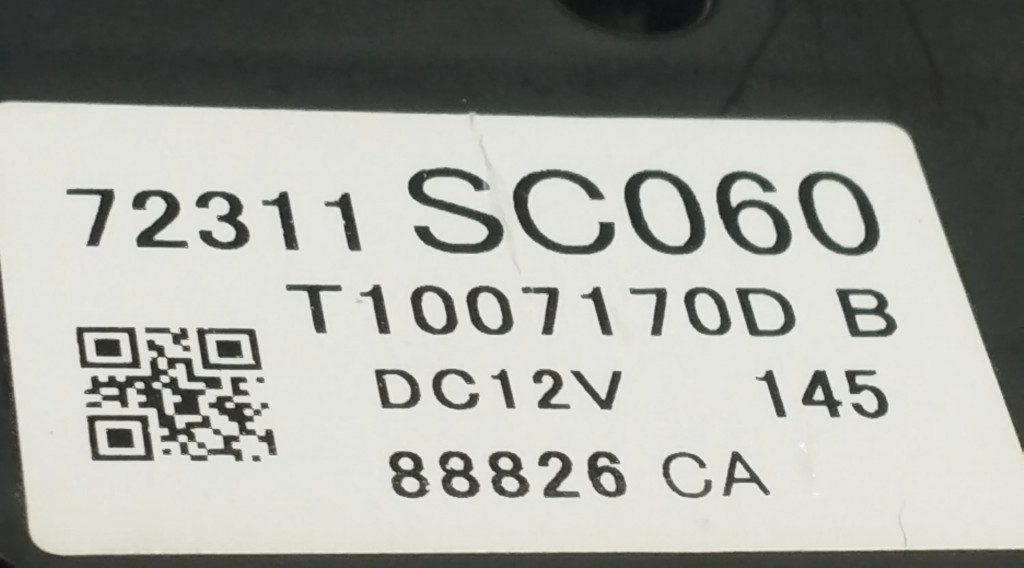 72311 SC060
T1007170D B
DC12V 145
88826 CA